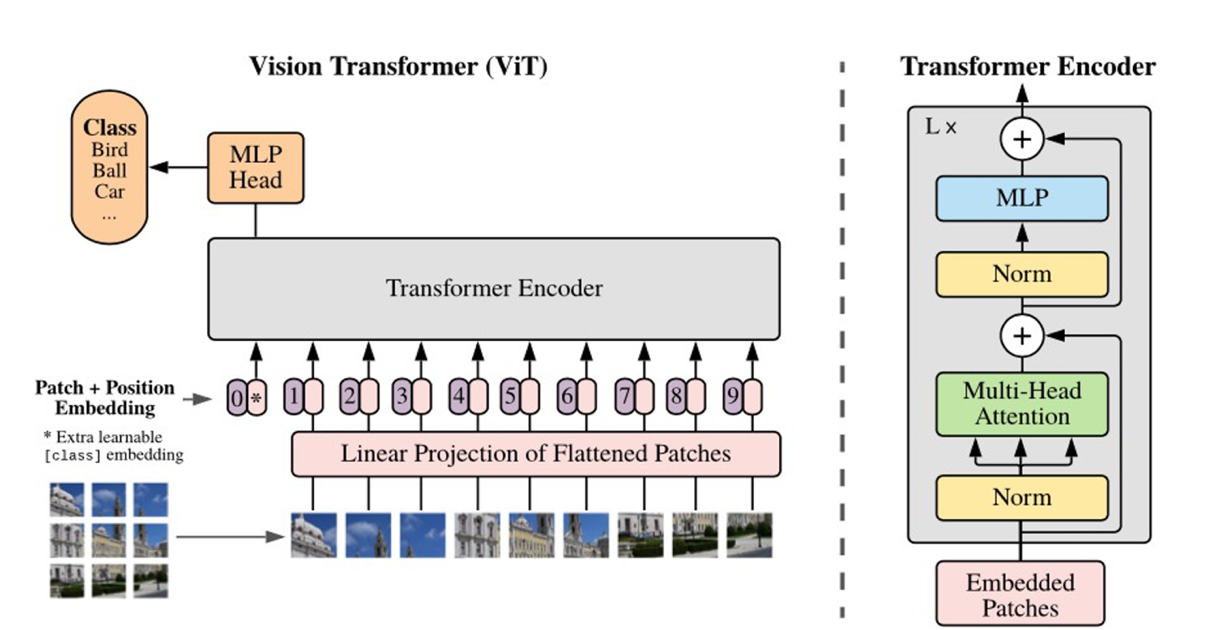 Vision Transformer (ViT)
Class
Bird
Ball
Car
...
MLP
Head
Transformer Encoder
Patch + Position
Embedding
0 * 1 2 3 4 5 6 7 8 9
* Extra learnable
[class] embedding
Linear Projection of Flattened Patches
Transformer Encoder
L x
+
MLP
Norm
+
Multi-Head
Attention
Norm
Embedded
Patches